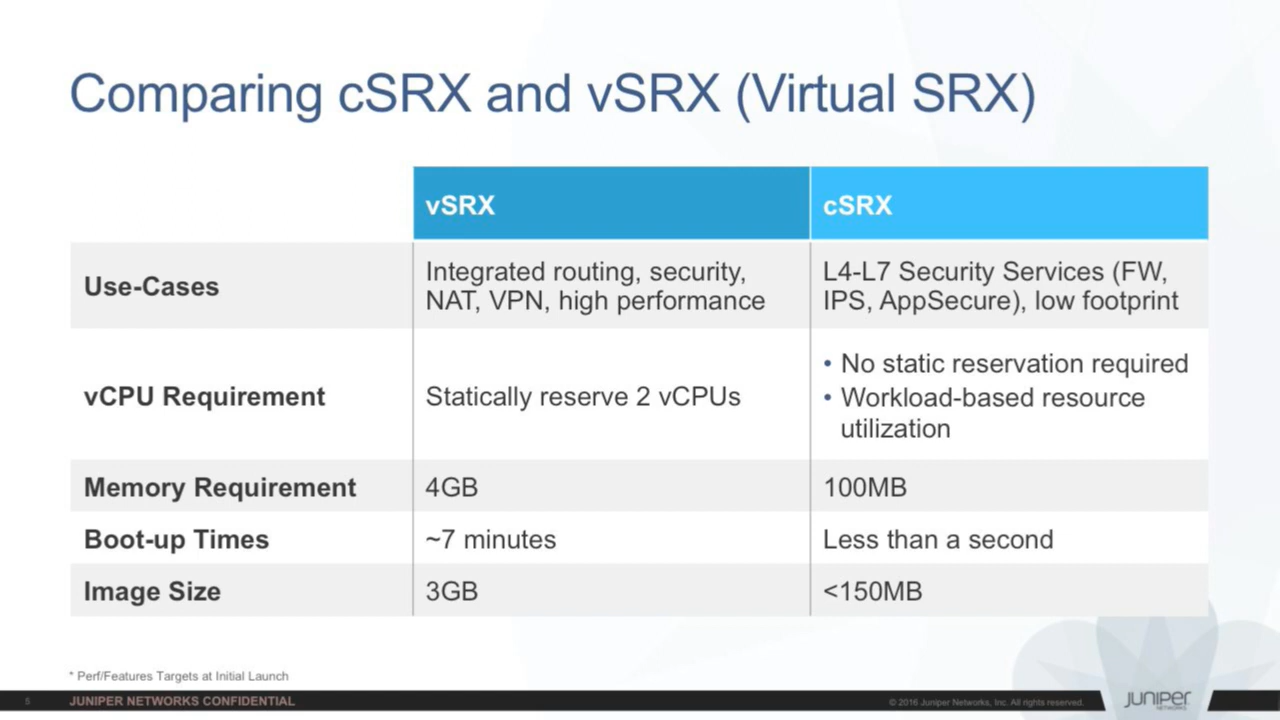 Comparing cSRX and vSRX (Virtual SRX)
vSRX
cSRX
Use-Cases
Integrated routing, security,
NAT, VPN, high performance
L4-L7 Security Services (FW,
IPS, AppSecure), low footprint
vCPU Requirement
Statically reserve 2 vCPUs
• No static reservation required
• Workload-based resource
utilization
Memory Requirement
4GB
100MB
Boot-up Times
~7 minutes
Less than a second
Image Size
3GB
<150MB
* Perf/Features Targets at Initial Launch
5
JUNIPER NETWORKS CONFIDENTIAL
© 2016 Juniper Networks, Inc. All rights reserved.
JUNIPER
NETWORKS